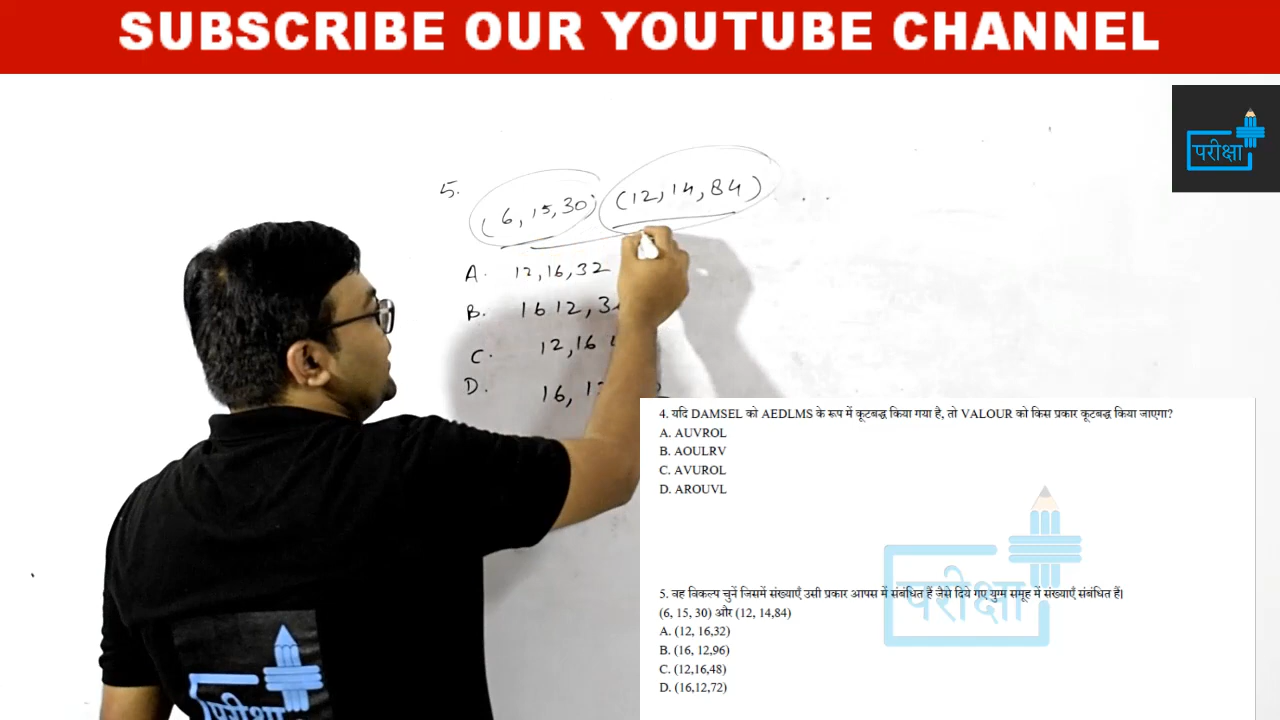 SUBSCRIBE OUR YOUTUBE CHANNEL
परीक्षा
5. (6, 15, 30) (12, 14, 84) ...
A. 12, 16, 32
B. 16 12,
C. 12, 16
D. 16,
4. यदि DAMSEL को AEDLMS के रूप में कूटबद्ध किया गया है, तो VALOUR को किस प्रकार कूटबद्ध किया जाएगा?
A. AUVROL
B. AOULRV
C. AVUROL
D. AROUVL
परीक्षा
5. वह विकल्प चुनें जिसमें संख्याएँ उसी प्रकार आपस में संबंधित हैं जैसे दिये गए युग्म समूह में संख्याएँ संबंधित हैं।
(6, 15, 30) और (12, 14,84)
A. (12, 16,32)
B. (16, 12,96)
C. (12,16,48)
D. (16,12,72)